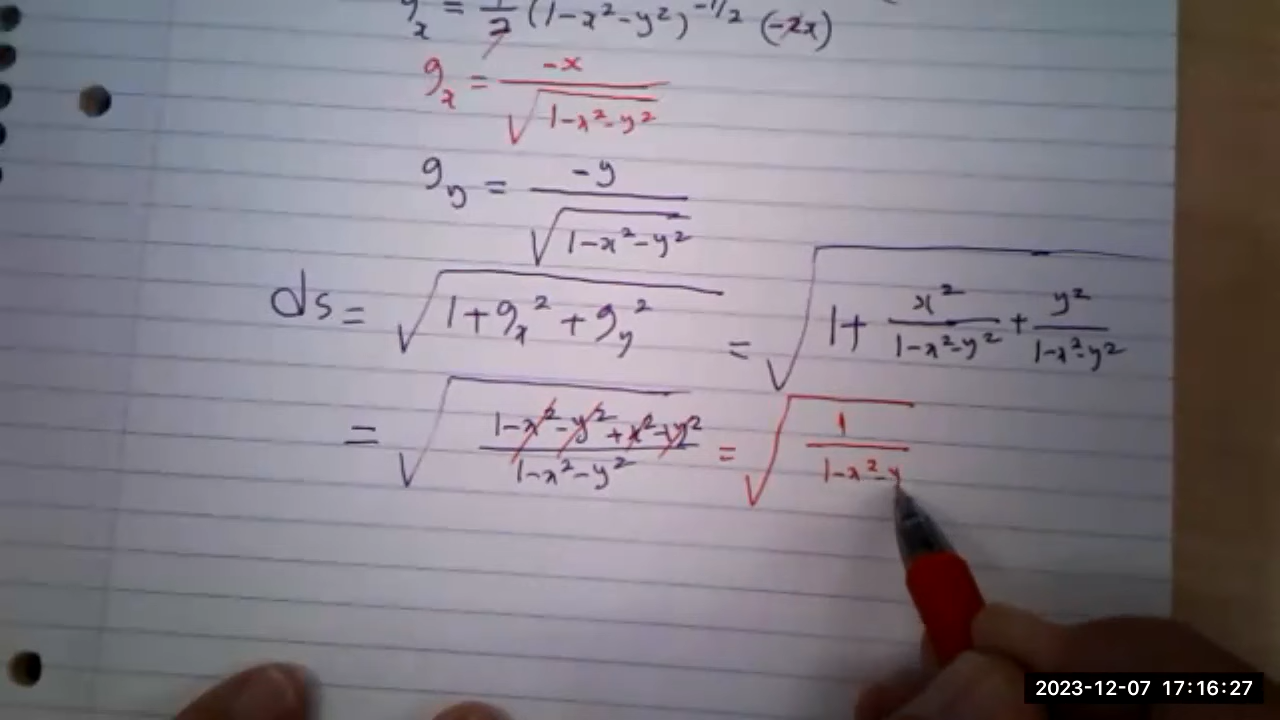 g_x = 1/2 (1-x²-y²)^(-1/2) (-2x)
g_x = -x/√(1-x²-y²)
g_y = -y/√(1-x²-y²)
ds = √(1+g_x²+g_y²) = √(1+ x²/(1-x²-y²) + y²/(1-x²-y²))
= √((1-x²-y²+x²+y²)/(1-x²-y²)) = √(1/(1-x²-y))
2023-12-07 17:16:27